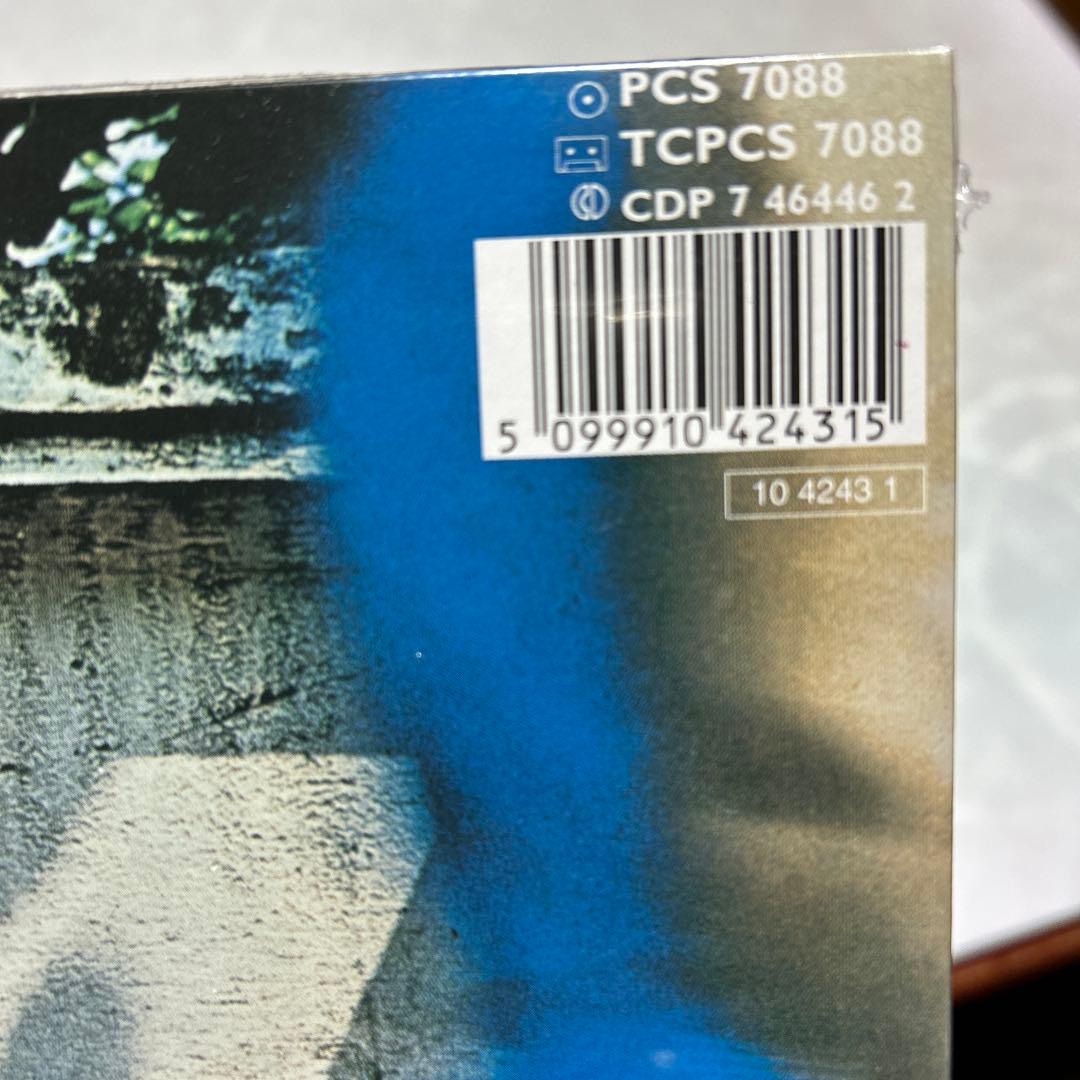 PCS 7088
TCPCS 7088
CDP 7 46446 2
5 099910 424315
10 4243 1